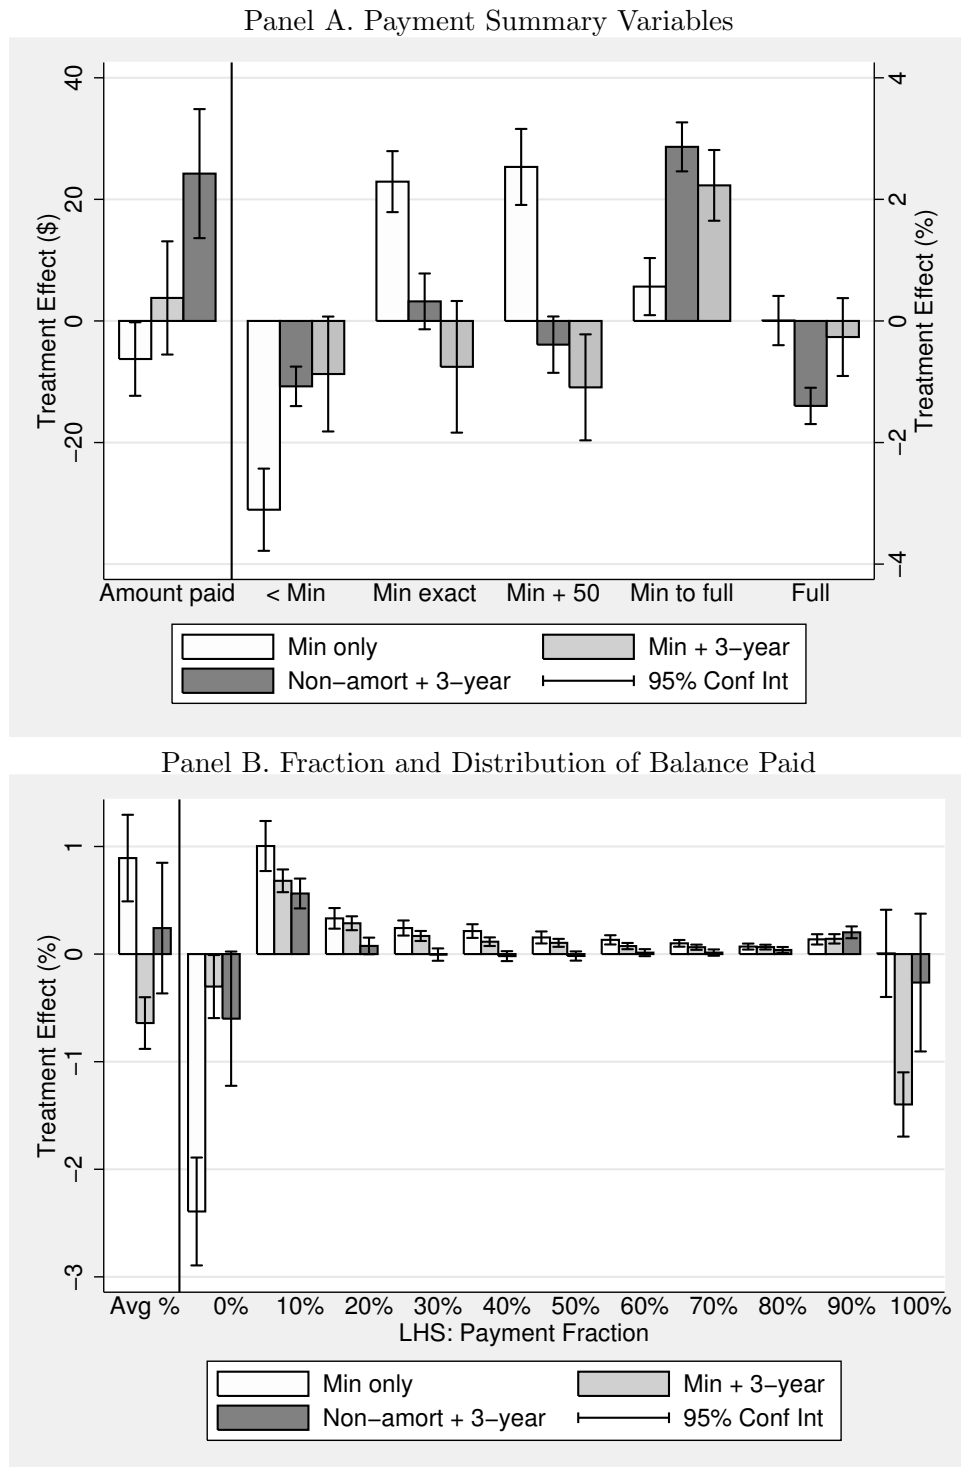 Panel A. Payment Summary Variables
Treatment Effect ($)
40
20
0
−20
4
2
0
−2
−4
Treatment Effect (%)
Amount paid < Min Min exact Min + 50 Min to full Full
Min only Min + 3−year
Non−amort + 3−year 95% Conf Int
Panel B. Fraction and Distribution of Balance Paid
Treatment Effect (%)
1
0
−1
−2
−3
Avg % 0% 10% 20% 30% 40% 50% 60% 70% 80% 90% 100%
LHS: Payment Fraction
Min only Min + 3−year
Non−amort + 3−year 95% Conf Int